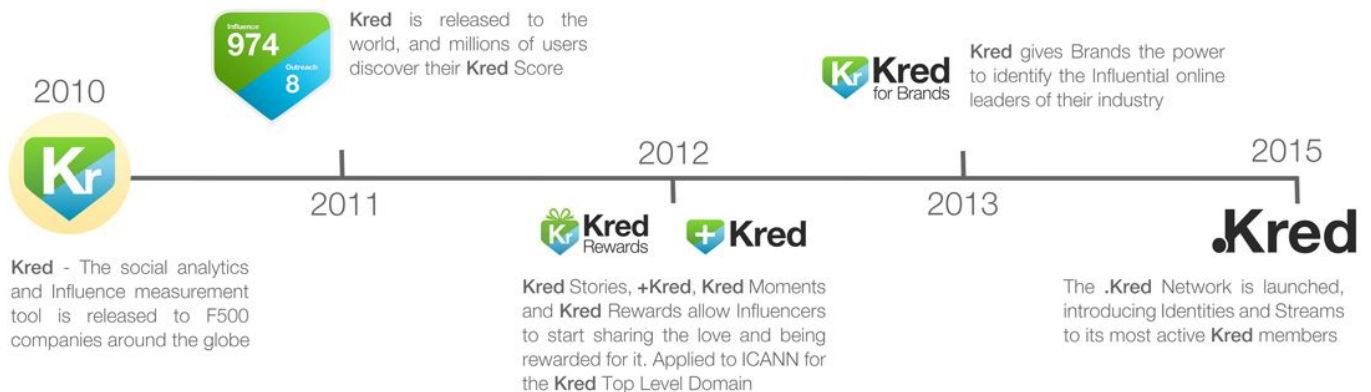 2010
Kr
Kred - The social analytics
and Influence measurement
tool is released to F500
companies around the globe
Influence
974
Outreach
8
Kred is released to the
world, and millions of users
discover their Kred Score
2011
2012
Kr Kred
Rewards
+ Kred
Kred Stories, +Kred, Kred Moments
and Kred Rewards allow Influencers
to start sharing the love and being
rewarded for it. Applied to ICANN for
the Kred Top Level Domain
Kr Kred
for Brands
Kred gives Brands the power
to identify the Influential online
leaders of their industry
2013
2015
.Kred
The .Kred Network is launched,
introducing Identities and Streams
to its most active Kred members